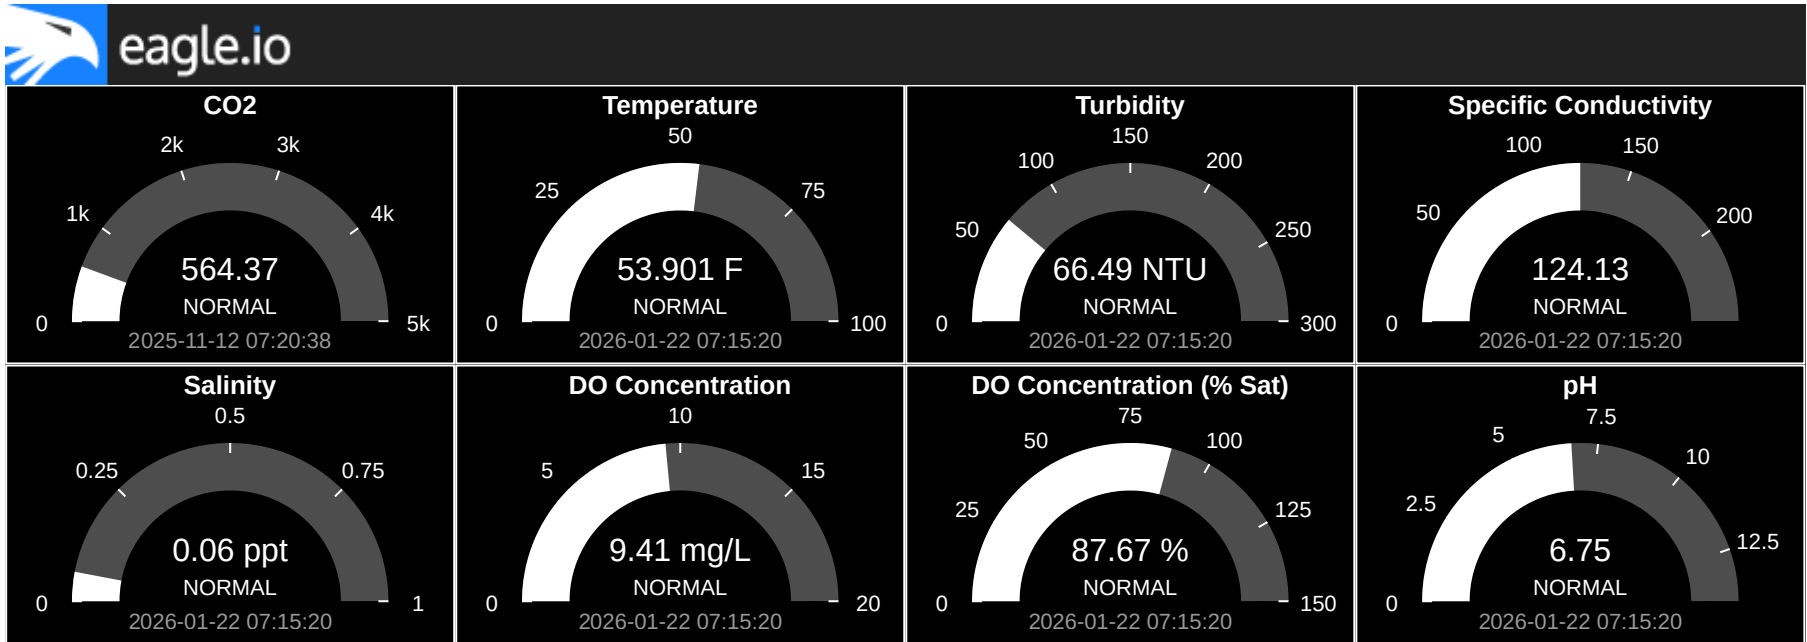 eagle.io
CO2
0
1k
2k
3k
4k
5k
564.37
NORMAL
2025-11-12 07:20:38
Temperature
0
25
50
75
100
53.901 F
NORMAL
2026-01-22 07:15:20
Turbidity
0
50
100
150
200
250
300
66.49 NTU
NORMAL
2026-01-22 07:15:20
Specific Conductivity
0
50
100
150
200
124.13
NORMAL
2026-01-22 07:15:20
Salinity
0
0.25
0.5
0.75
1
0.06 ppt
NORMAL
2026-01-22 07:15:20
DO Concentration
0
5
10
15
20
9.41 mg/L
NORMAL
2026-01-22 07:15:20
DO Concentration (% Sat)
0
25
50
75
100
125
150
87.67 %
NORMAL
2026-01-22 07:15:20
pH
0
2.5
5
7.5
10
12.5
6.75
NORMAL
2026-01-22 07:15:20